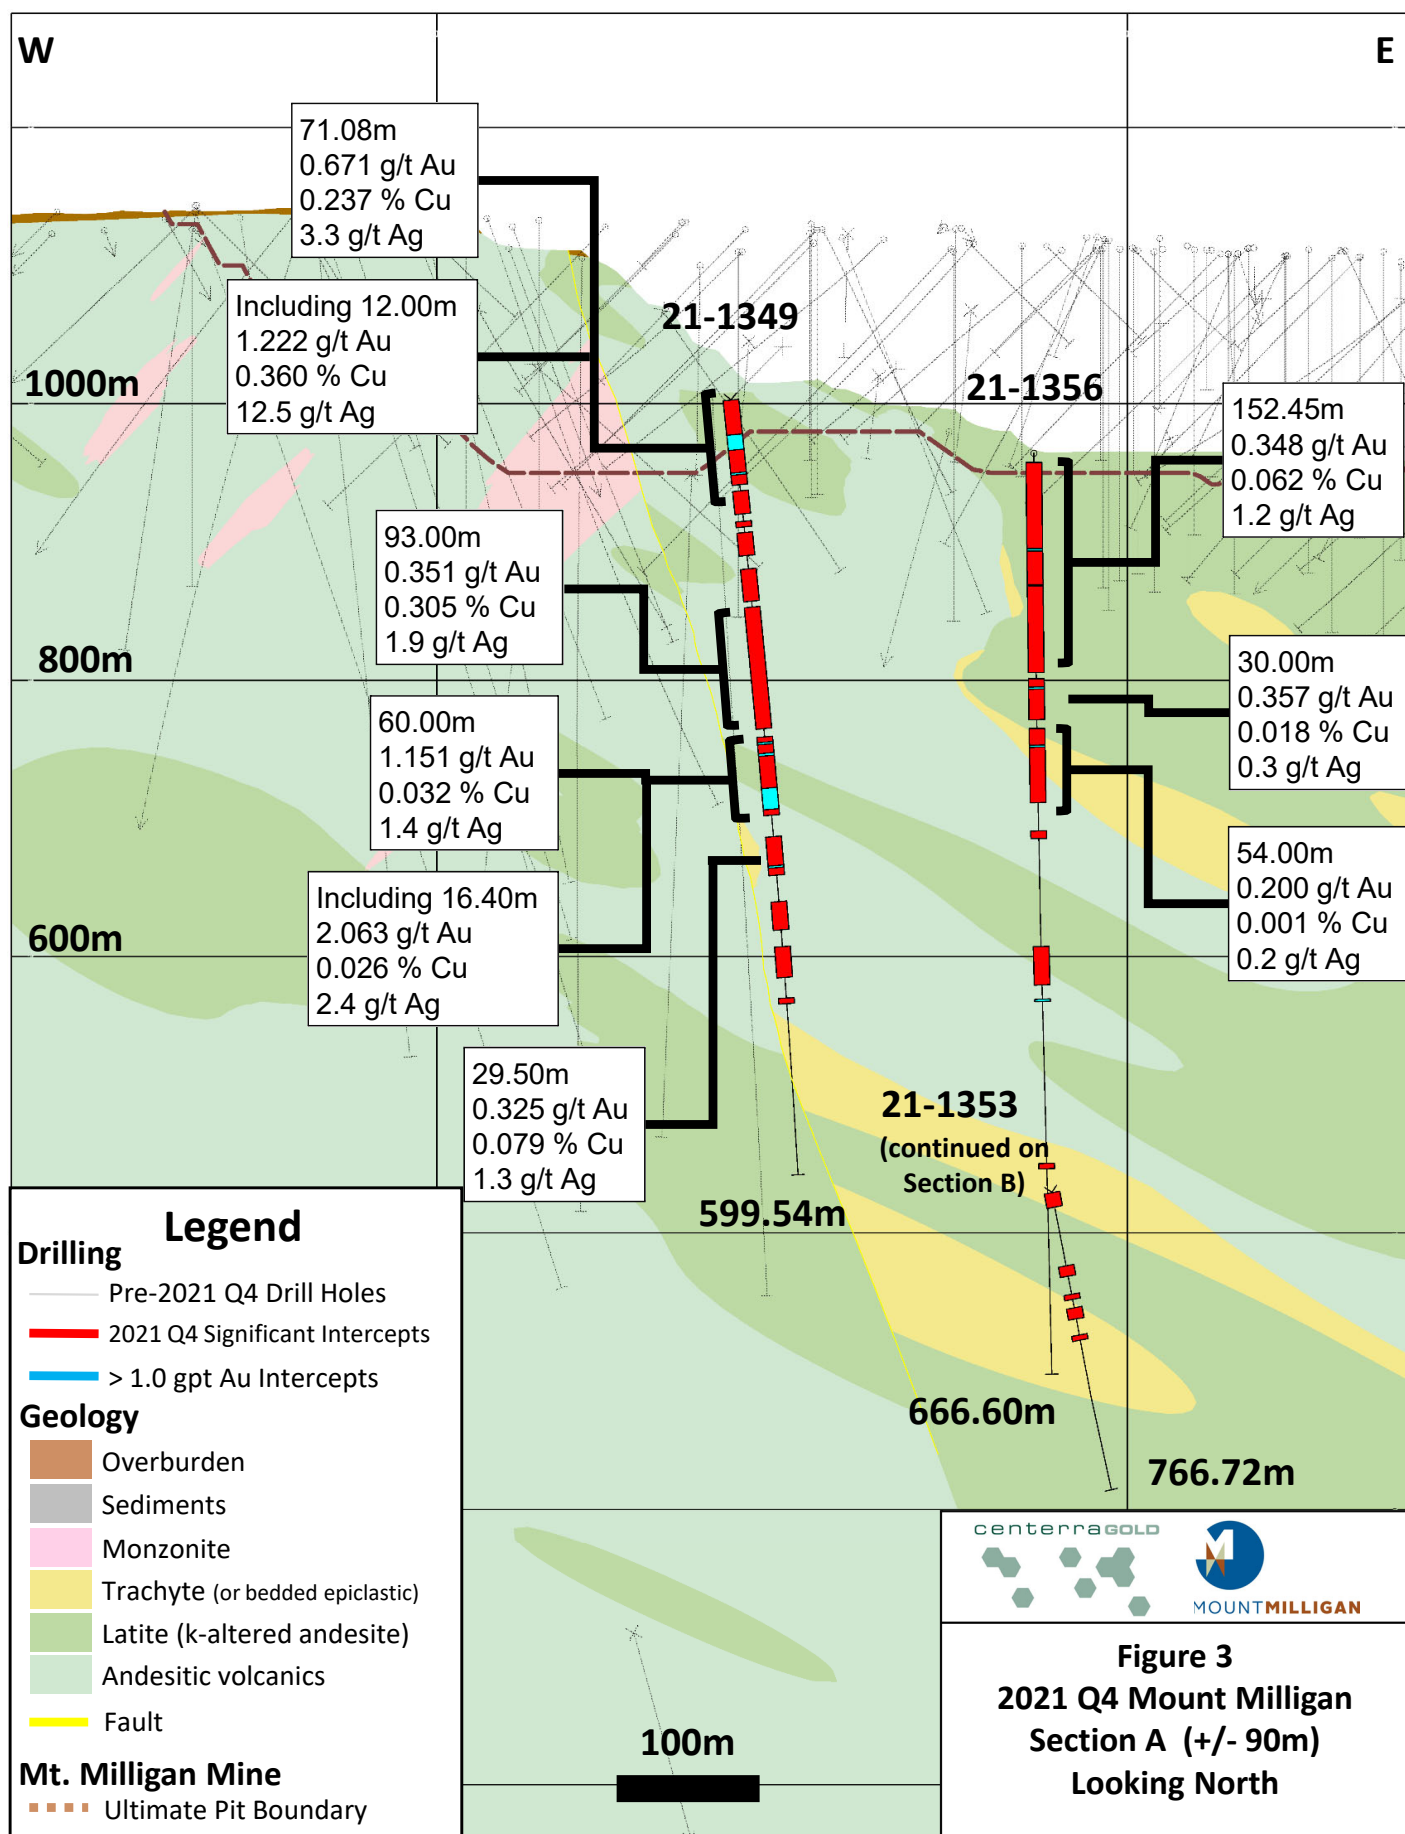 W
E
71.08m
0.671 g/t Au
0.237 % Cu
3.3 g/t Ag
Including 12.00m
1.222 g/t Au
0.360 % Cu
12.5 g/t Ag
21-1349
21-1356
1000m
152.45m
0.348 g/t Au
0.062 % Cu
1.2 g/t Ag
93.00m
0.351 g/t Au
0.305 % Cu
1.9 g/t Ag
800m
30.00m
0.357 g/t Au
0.018 % Cu
0.3 g/t Ag
60.00m
1.151 g/t Au
0.032 % Cu
1.4 g/t Ag
54.00m
0.200 g/t Au
0.001 % Cu
0.2 g/t Ag
Including 16.40m
2.063 g/t Au
0.026 % Cu
2.4 g/t Ag
600m
29.50m
0.325 g/t Au
0.079 % Cu
1.3 g/t Ag
21-1353
(continued on
Section B)
599.54m
666.60m
766.72m
Legend
Drilling
Pre-2021 Q4 Drill Holes
2021 Q4 Significant Intercepts
> 1.0 gpt Au Intercepts
Geology
Overburden
Sediments
Monzonite
Trachyte (or bedded epiclastic)
Latite (k-altered andesite)
Andesitic volcanics
Fault
Mt. Milligan Mine
Ultimate Pit Boundary
100m
centerraGOLD
MOUNTMILLIGAN
Figure 3
2021 Q4 Mount Milligan
Section A (+/- 90m)
Looking North